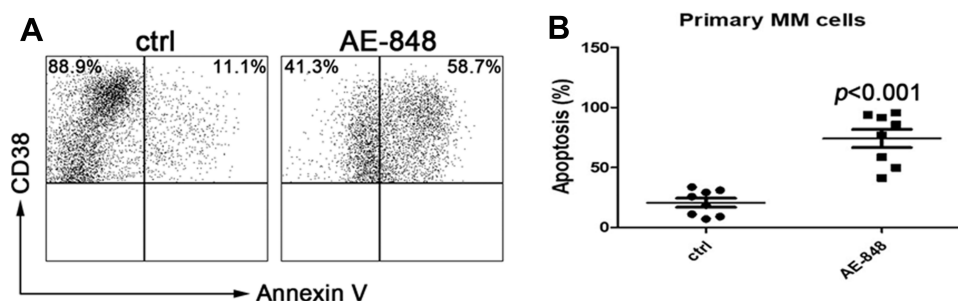 A
ctrl
AE-848
88.9%
11.1%
41.3%
58.7%
CD38
Annexin V
B
Primary MM cells
Apoptosis (%)
150
100
50
0
p<0.001
ctrl
AE-848